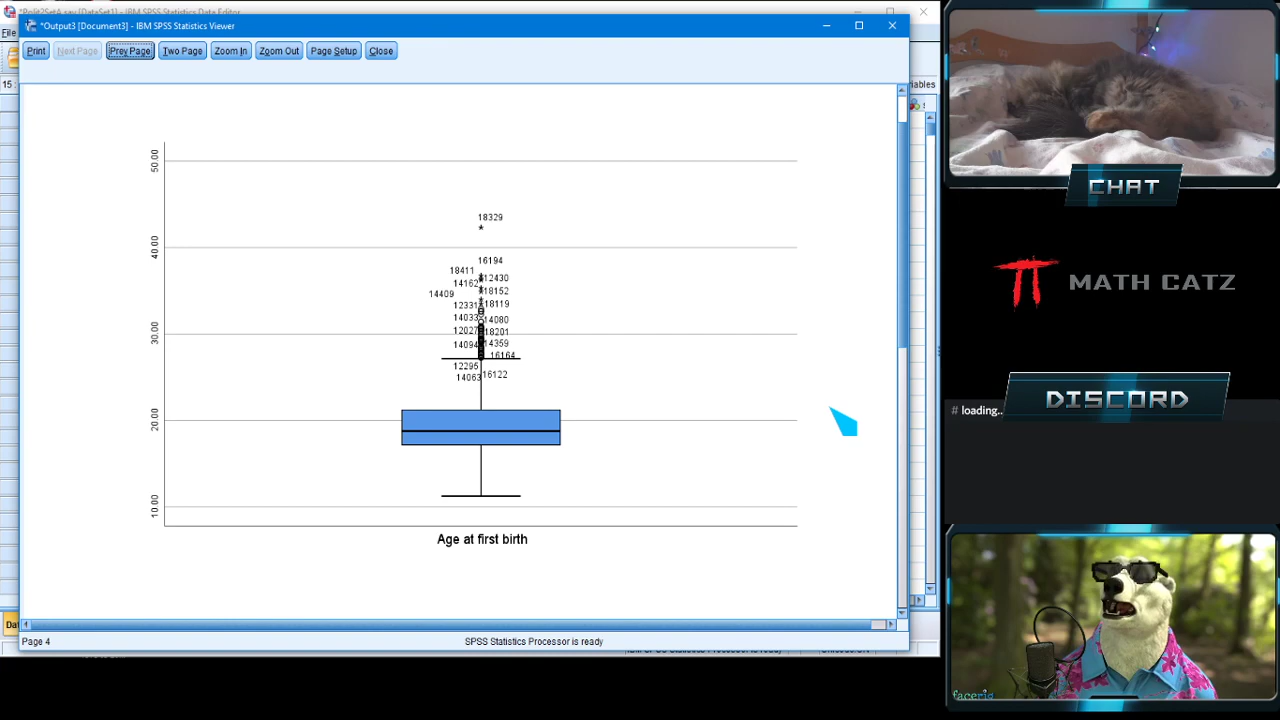 *Output3 [Document3] - IBM SPSS Statistics Viewer
Print Next Page Prev Page Two Page Zoom In Zoom Out Page Setup Close
15 :
50.00
40.00
30.00
20.00
10.00
18329
16194
18411
12430
14162
18152
14409
18119
12331
14033
14080
12027
18201
14094
14359
16164
12295
16122
14063
Age at first birth
Page 4
SPSS Statistics Processor is ready
CHAT
MATH CATZ
DISCORD
# loading..
facerig